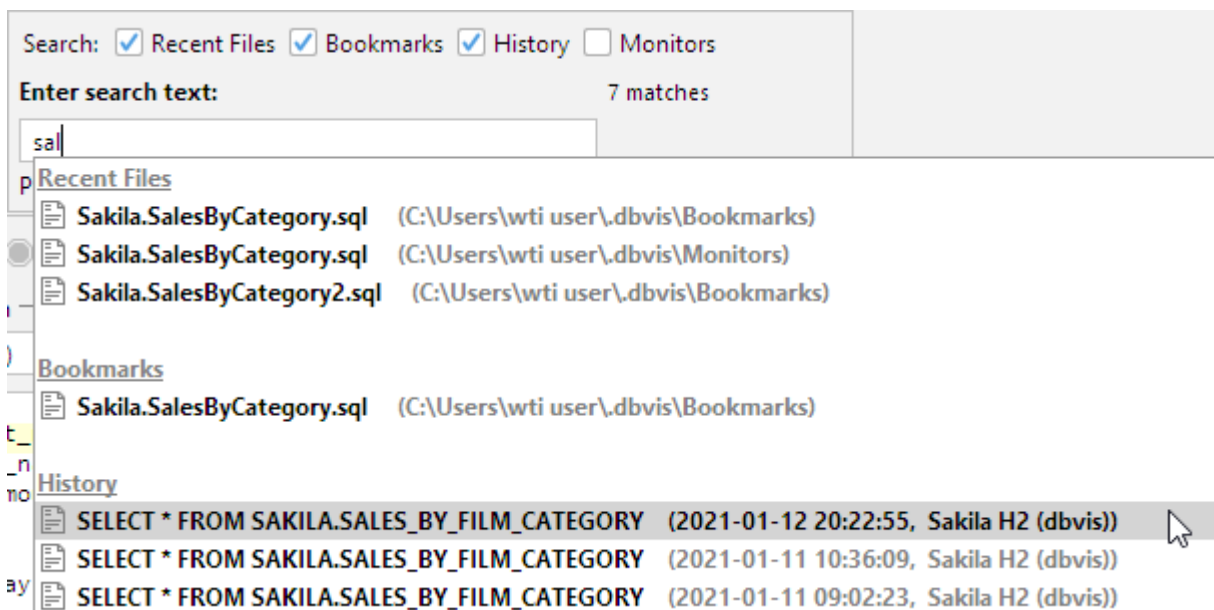 Search: Recent Files Bookmarks History Monitors
Enter search text: 7 matches
sal
Recent Files
Sakila.SalesByCategory.sql (C:\Users\wti user\.dbvis\Bookmarks)
Sakila.SalesByCategory.sql (C:\Users\wti user\.dbvis\Monitors)
Sakila.SalesByCategory2.sql (C:\Users\wti user\.dbvis\Bookmarks)
Bookmarks
Sakila.SalesByCategory.sql (C:\Users\wti user\.dbvis\Bookmarks)
t_
_n
mo
History
SELECT * FROM SAKILA.SALES_BY_FILM_CATEGORY (2021-01-12 20:22:55, Sakila H2 (dbvis))
SELECT * FROM SAKILA.SALES_BY_FILM_CATEGORY (2021-01-11 10:36:09, Sakila H2 (dbvis))
ay
SELECT * FROM SAKILA.SALES_BY_FILM_CATEGORY (2021-01-11 09:02:23, Sakila H2 (dbvis))